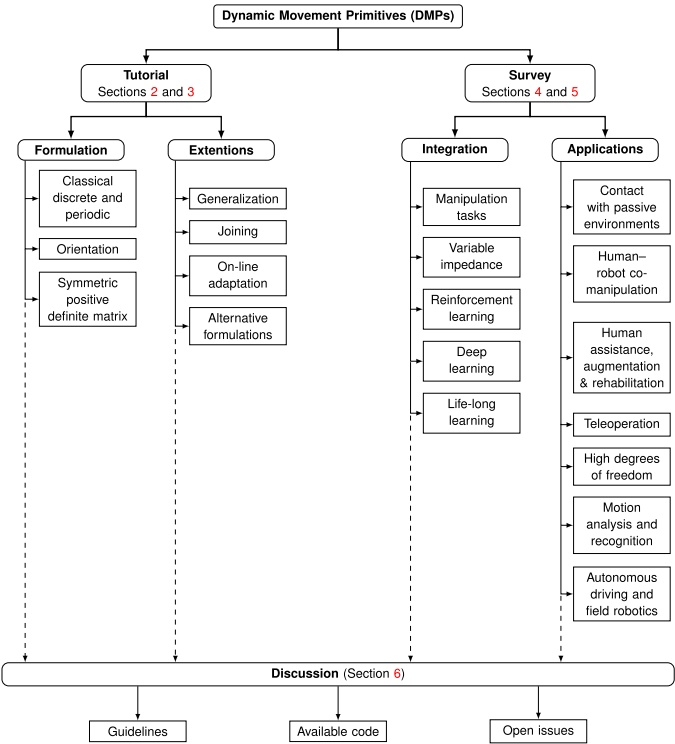 Dynamic Movement Primitives (DMPs)
Tutorial
Sections 2 and 3
Survey
Sections 4 and 5
Formulation
Extentions
Integration
Applications
Classical
discrete and
periodic
Orientation
Symmetric
positive
definite matrix
Generalization
Joining
On-line
adaptation
Alternative
formulations
Manipulation
tasks
Variable
impedance
Reinforcement
learning
Deep
learning
Life-long
learning
Contact
with passive
environments
Human–
robot co-
manipulation
Human
assistance,
augmentation
& rehabilitation
Teleoperation
High degrees
of freedom
Motion
analysis and
recognition
Autonomous
driving and
field robotics
Discussion (Section 6)
Guidelines
Available code
Open issues